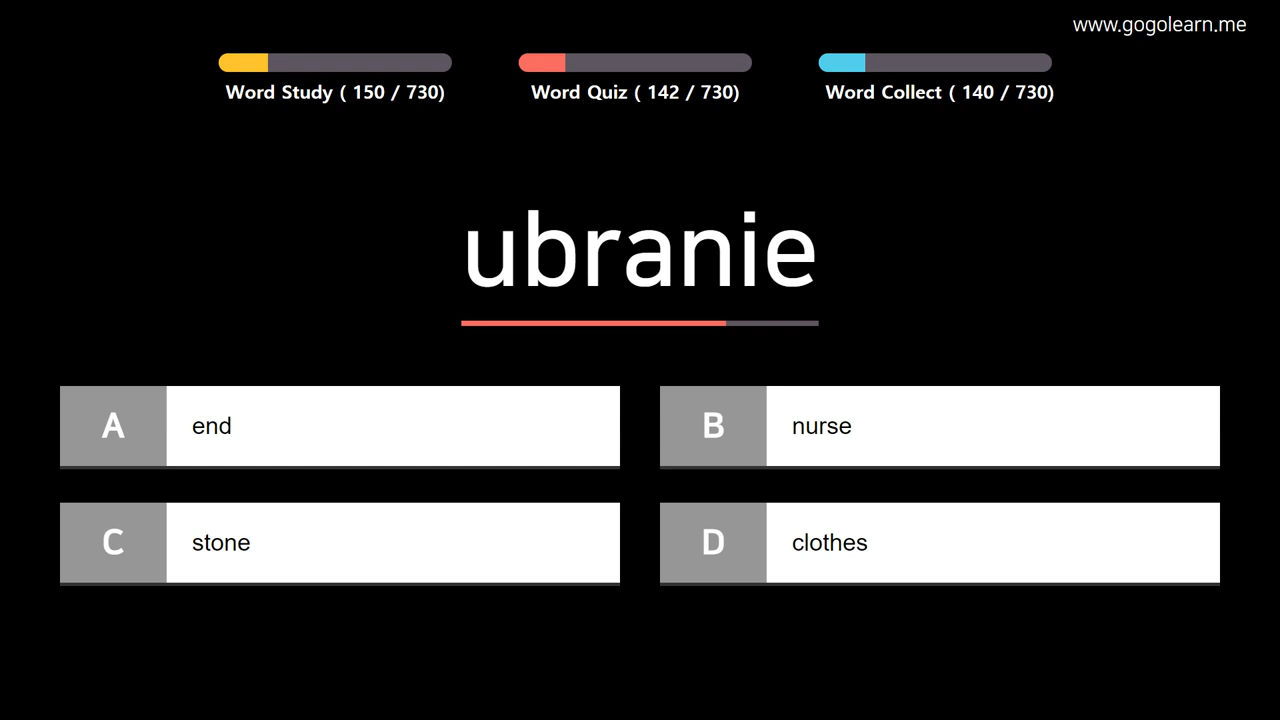 www.gogolearn.me
Word Study ( 150 / 730)
Word Quiz ( 142 / 730)
Word Collect ( 140 / 730)
ubranie
A end
B nurse
C stone
D clothes